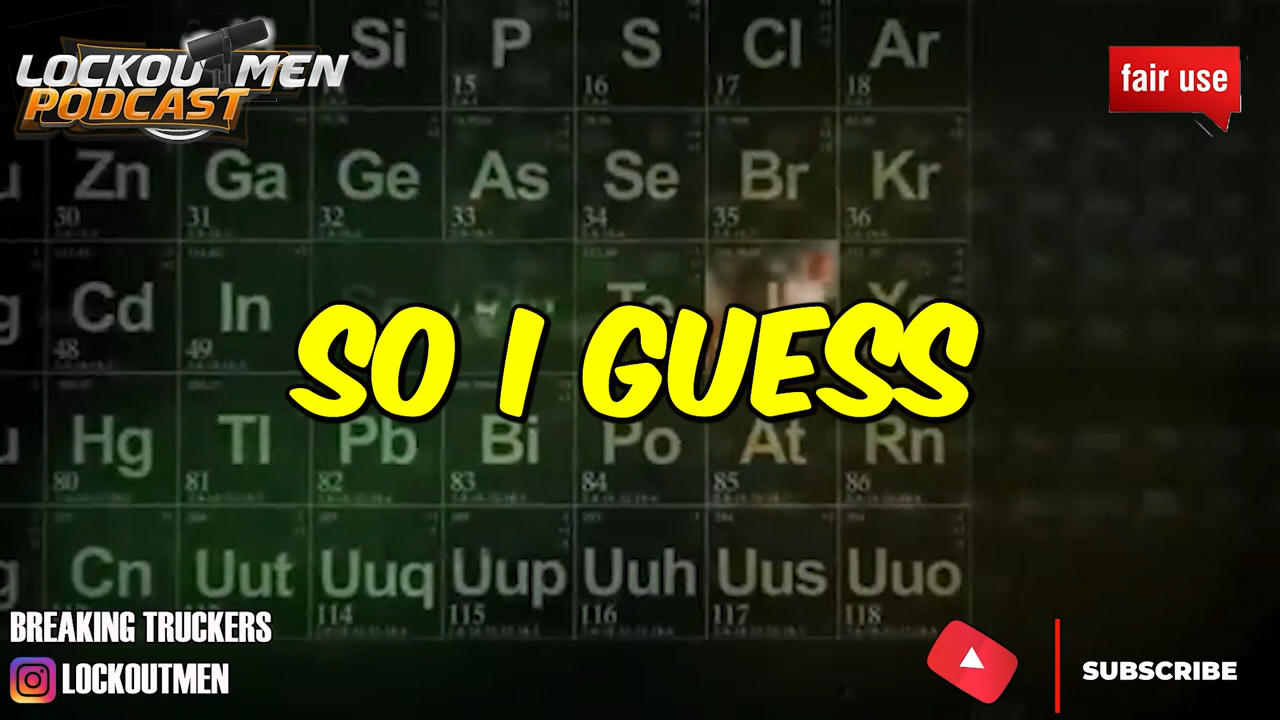 LOCKOUTMEN
PODCAST
fair use
Si P S Cl Ar
15 16 17 18
Zn Ga Ge As Se Br Kr
30 31 32 33 34 35 36
Cd In Te
48 49
SO I GUESS
Hg Tl Pb Bi Po At Rn
80 81 82 83 84 85 86
Cn Uut Uuq Uup Uuh Uus Uuo
114 115 116 117 118
BREAKING TRUCKERS
LOCKOUTMEN
SUBSCRIBE